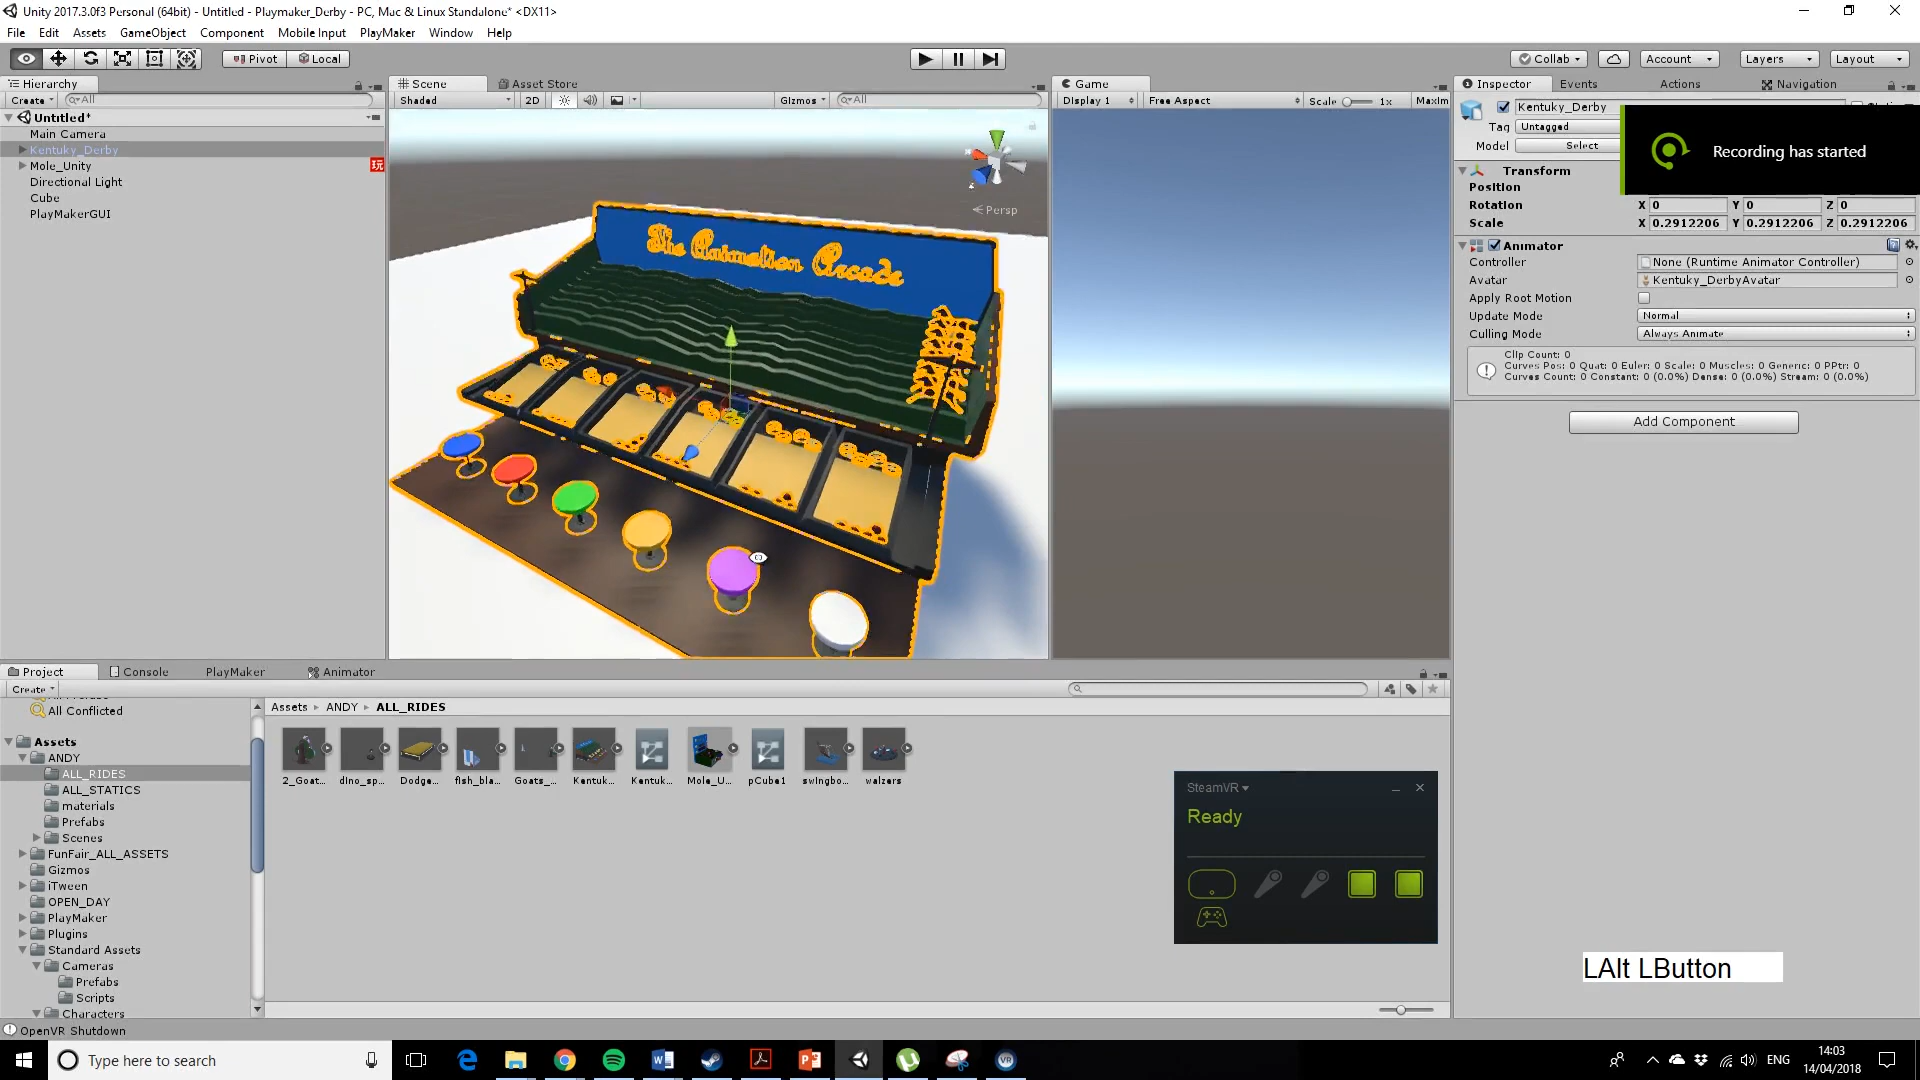 Unity 2017.3.0f3 Personal (64bit) - Untitled - Playmaker_Derby - PC, Mac & Linux Standalone* <DX11>
File Edit Assets GameObject Component Mobile Input PlayMaker Window Help
Pivot Local Collab Account Layers Layout
Hierarchy Scene Asset Store Game Inspector Events Actions Navigation
Create All Shaded 2D Gizmos All Display 1 Free Aspect Scale 1x Maxim
Untitled*
Main Camera
Kentuky_Derby
Mole_Unity 玩
Directional Light
Cube
PlayMakerGUI
Persp
The Animation Arcade
Kentuky_Derby
Tag Untagged
Model Select
Recording has started
Transform
Position
Rotation X 0 Y 0 Z 0
Scale X 0.2912206 Y 0.2912206 Z 0.2912206
Animator
Controller None (Runtime Animator Controller)
Avatar Kentuky_DerbyAvatar
Apply Root Motion
Update Mode Normal
Culling Mode Always Animate
Clip Count: 0
Curves Pos: 0 Quat: 0 Euler: 0 Scale: 0 Muscles: 0 Generic: 0 PPtr: 0
Curves Count: 0 Constant: 0 (0.0%) Dense: 0 (0.0%) Stream: 0 (0.0%)
Add Component
Project Console PlayMaker Animator
Create
All Conflicted
Assets
ANDY
ALL_RIDES
ALL_STATICS
materials
Prefabs
Scenes
FunFair_ALL_ASSETS
Gizmos
iTween
OPEN_DAY
PlayMaker
Plugins
Standard Assets
Cameras
Prefabs
Scripts
Characters
Assets ANDY ALL_RIDES
2_Goat... dino_sp... Dodge... fish_bla... Goats_... Kentuk... Kentuk... Mole_U... pCube1 swingbo... walzers
SteamVR
Ready
LAlt LButton
OpenVR Shutdown
Type here to search
VR
ENG
14:03
14/04/2018